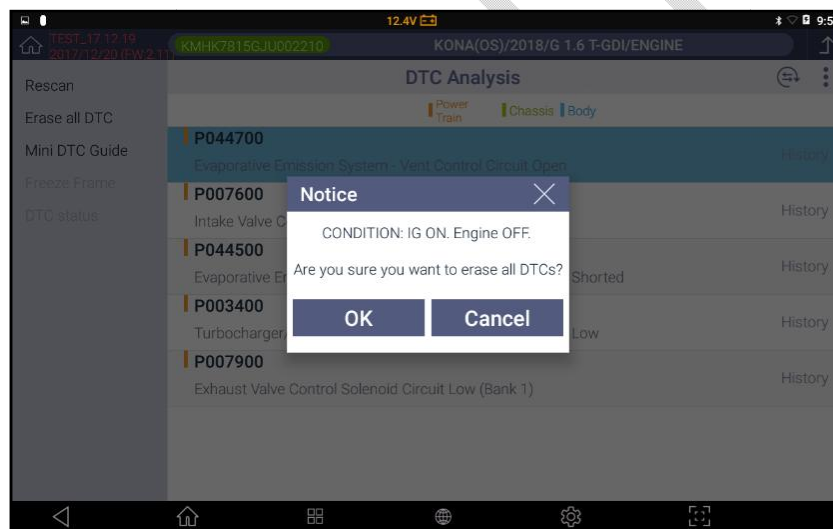 12.4V
9:5
TEST_17.12.19
2017/12/20 (FW:2.11)
KMHK7815GJU002210
KONA(OS)/2018/G 1.6 T-GDI/ENGINE
Rescan
Erase all DTC
Mini DTC Guide
Freeze Frame
DTC status
DTC Analysis
Power Train
Chassis
Body
P044700
Evaporative Emission System - Vent Control Circuit Open
History
P007600
Intake Valve C
History
P044500
Evaporative Er
Shorted
History
P003400
Turbocharger/
Low
History
P007900
Exhaust Valve Control Solenoid Circuit Low (Bank 1)
History
Notice
CONDITION: IG ON. Engine OFF.
Are you sure you want to erase all DTCs?
OK
Cancel